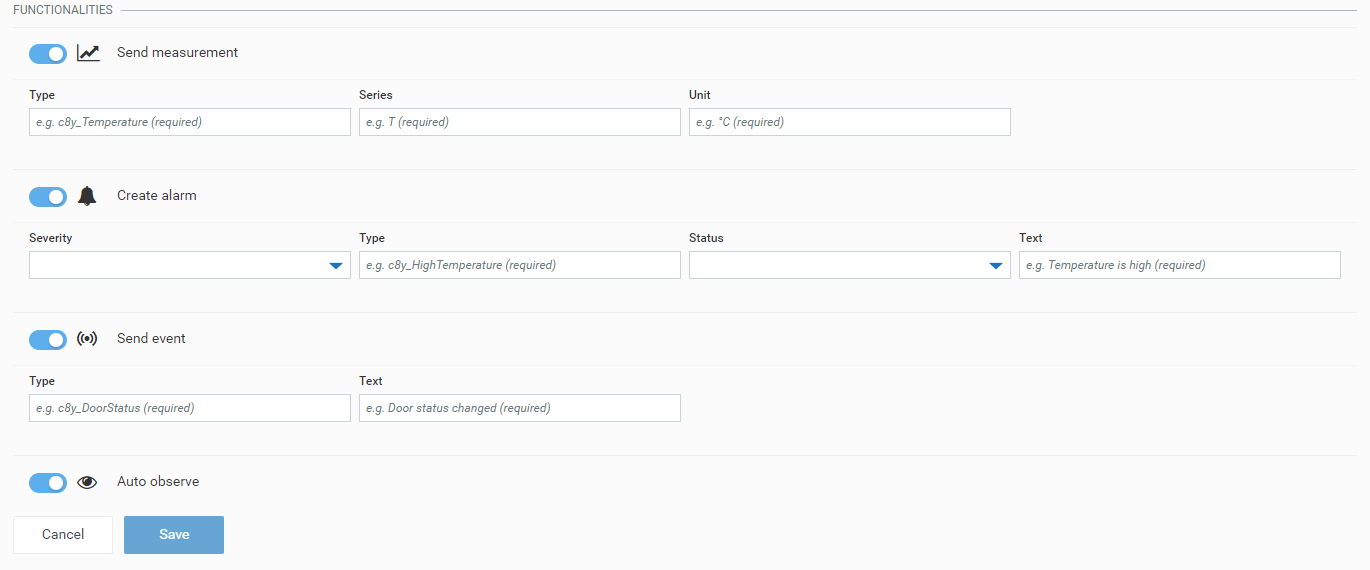 FUNCTIONALITIES
Send measurement
Type Series Unit
e.g. c8y_Temperature (required) e.g. T (required) e.g. °C (required)
Create alarm
Severity Type Status Text
e.g. c8y_HighTemperature (required) e.g. Temperature is high (required)
Send event
Type Text
e.g. c8y_DoorStatus (required) e.g. Door status changed (required)
Auto observe
Cancel Save